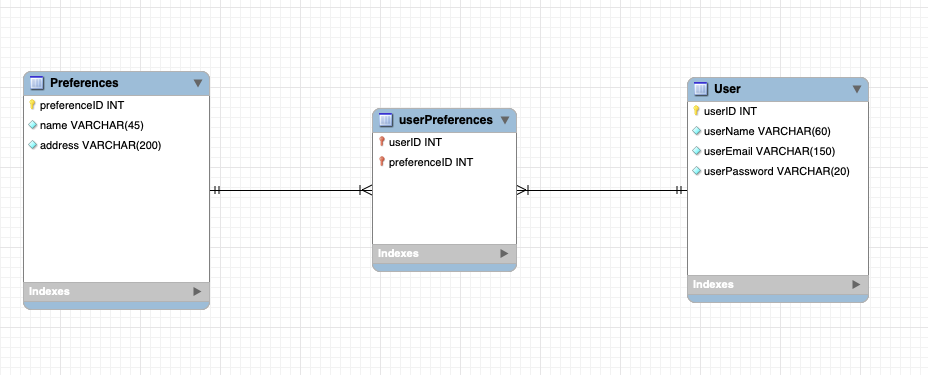 Preferences
preferenceID INT
name VARCHAR(45)
address VARCHAR(200)
Indexes
userPreferences
userID INT
preferenceID INT
Indexes
User
userID INT
userName VARCHAR(60)
userEmail VARCHAR(150)
userPassword VARCHAR(20)
Indexes